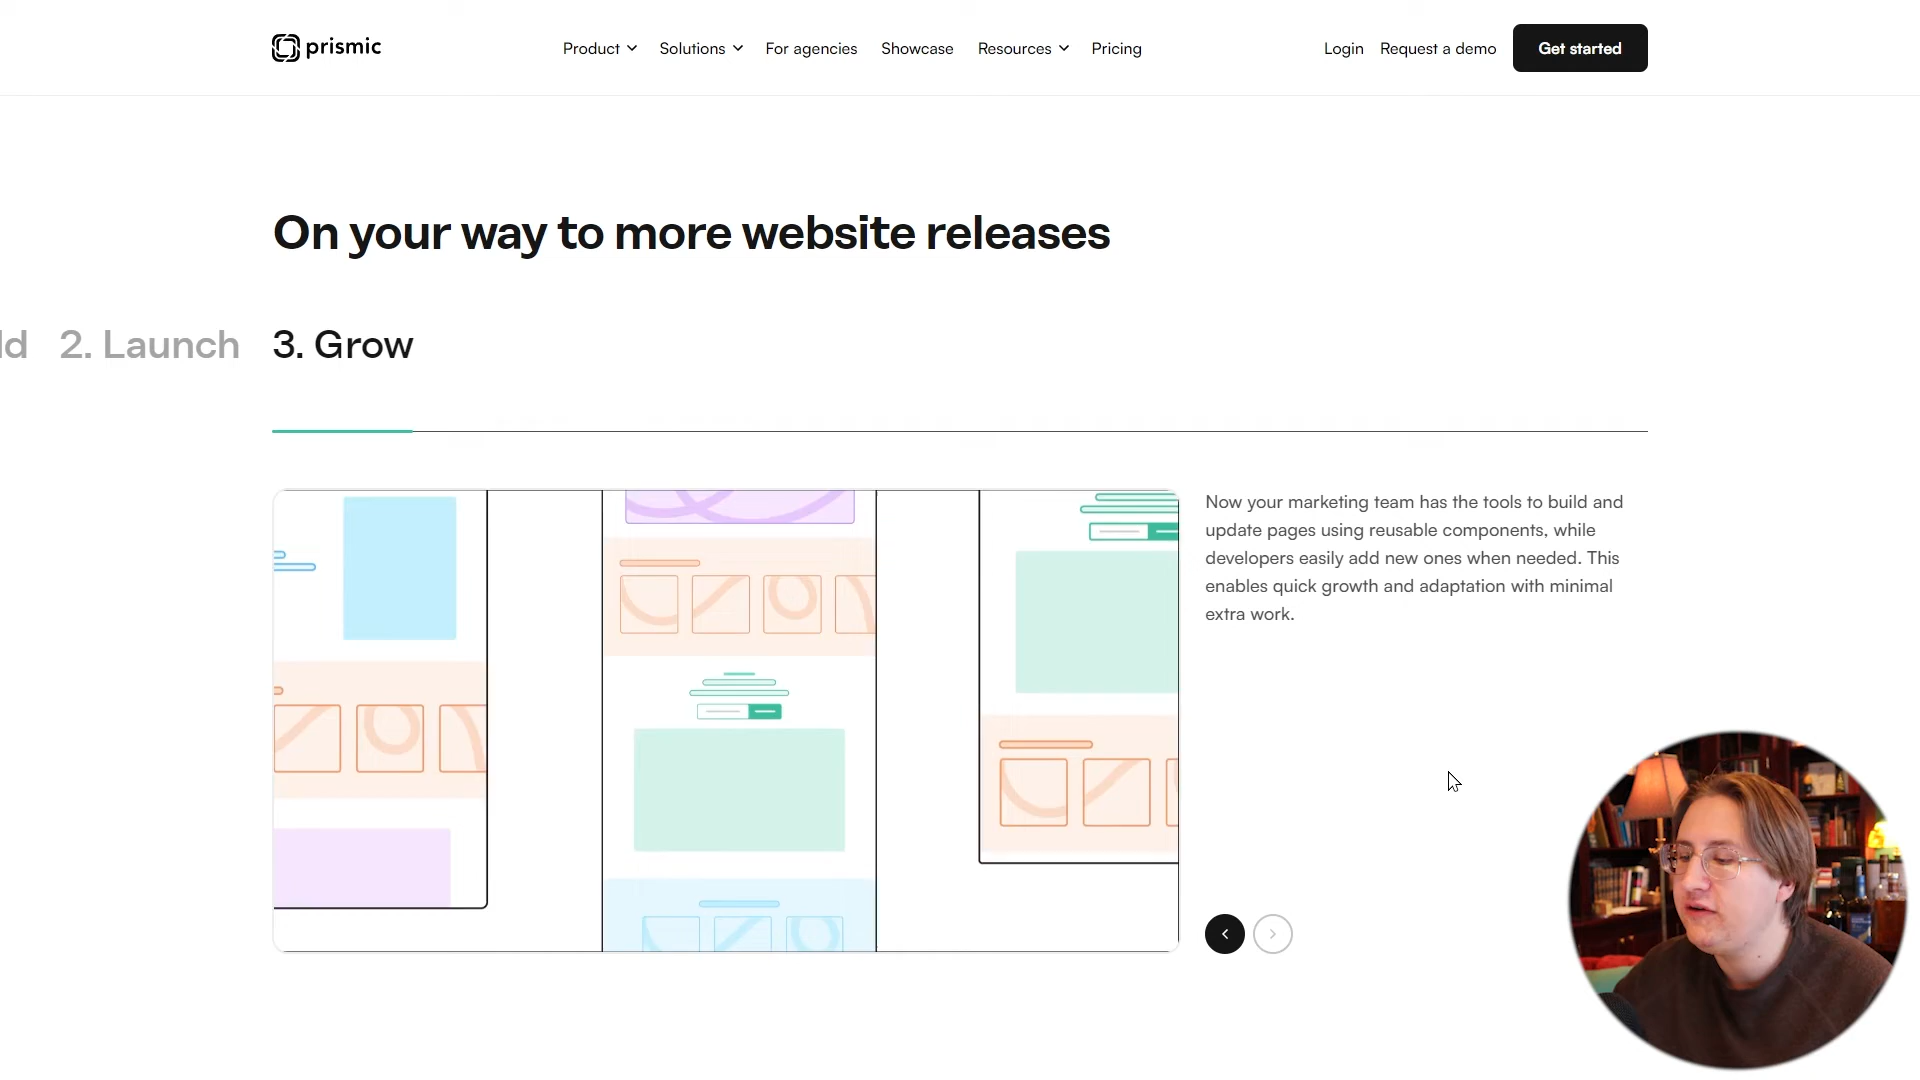 prismic
Product
Solutions
For agencies
Showcase
Resources
Pricing
Login
Request a demo
Get started
On your way to more website releases
ld
2. Launch
3. Grow
Now your marketing team has the tools to build and
update pages using reusable components, while
developers easily add new ones when needed. This
enables quick growth and adaptation with minimal
extra work.